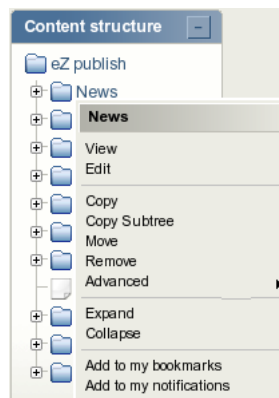 Content structure
eZ publish
News
News
View
Edit
Copy
Copy Subtree
Move
Remove
Advanced
Expand
Collapse
Add to my bookmarks
Add to my notifications